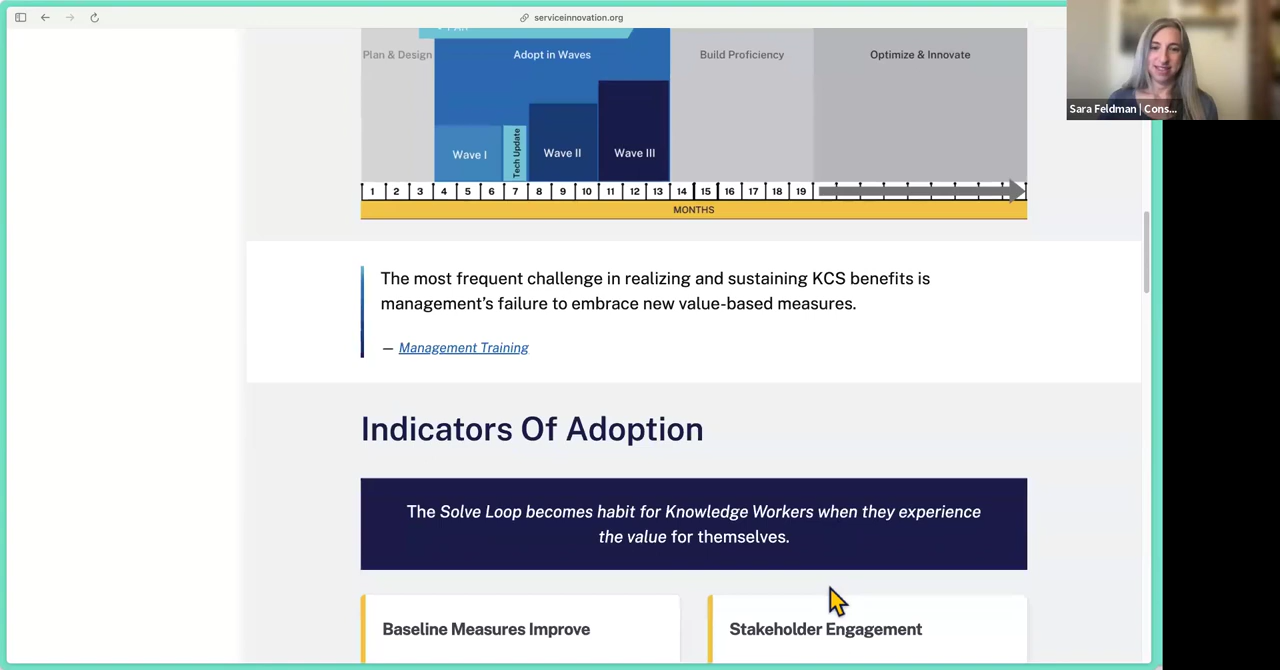 serviceinnovation.org
Plan & Design
Adopt in Waves
Build Proficiency
Optimize & Innovate
Wave I
Tech Update
Wave II
Wave III
1 2 3 4 5 6 7 8 9 10 11 12 13 14 15 16 17 18 19
MONTHS
The most frequent challenge in realizing and sustaining KCS benefits is
management’s failure to embrace new value-based measures.
— Management Training
Indicators Of Adoption
The Solve Loop becomes habit for Knowledge Workers when they experience
the value for themselves.
Baseline Measures Improve
Stakeholder Engagement
Sara Feldman | Cons...